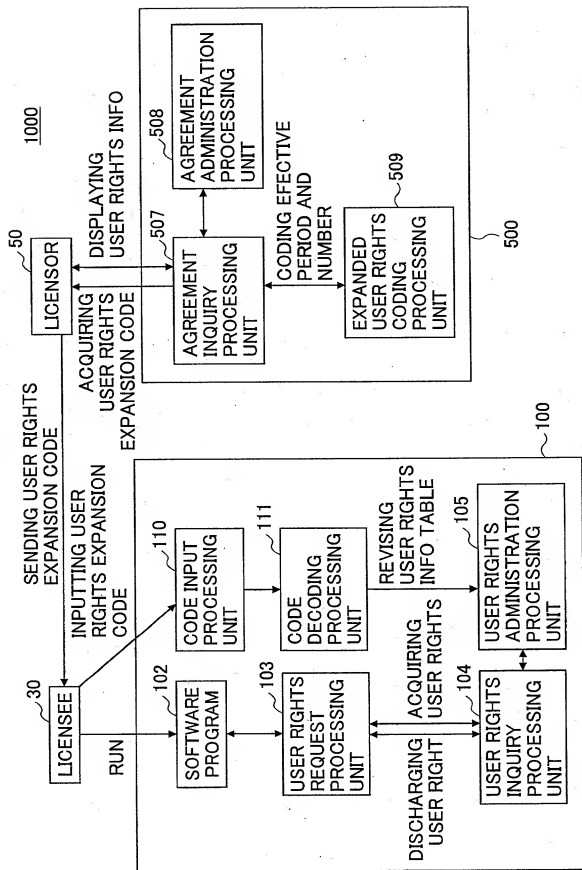 1000
50
LICENSOR
SENDING USER RIGHTS
EXPANSION CODE
ACQUIRING
USER RIGHTS
EXPANSION CODE
DISPLAYING
USER RIGHTS INFO
507
AGREEMENT
INQUIRY
PROCESSING
UNIT
508
AGREEMENT
ADMINISTRATION
PROCESSING
UNIT
CODING EFECTIVE
PERIOD AND
NUMBER
509
EXPANDED
USER RIGHTS
CODING
PROCESSING
UNIT
500
30
LICENSEE
INPUTTING USER
RIGHTS EXPANSION
CODE
RUN
102
SOFTWARE
PROGRAM
110
CODE INPUT
PROCESSING
UNIT
103
USER RIGHTS
REQUEST
PROCESSING
UNIT
111
CODE
DECODING
PROCESSING
UNIT
REVISING
USER RIGHTS
INFO TABLE
DISCHARGING
USER RIGHT
ACQUIRING
USER RIGHTS
104
USER RIGHTS
INQUIRY
PROCESSING
UNIT
105
USER RIGHTS
ADMINISTRATION
PROCESSING
UNIT
100